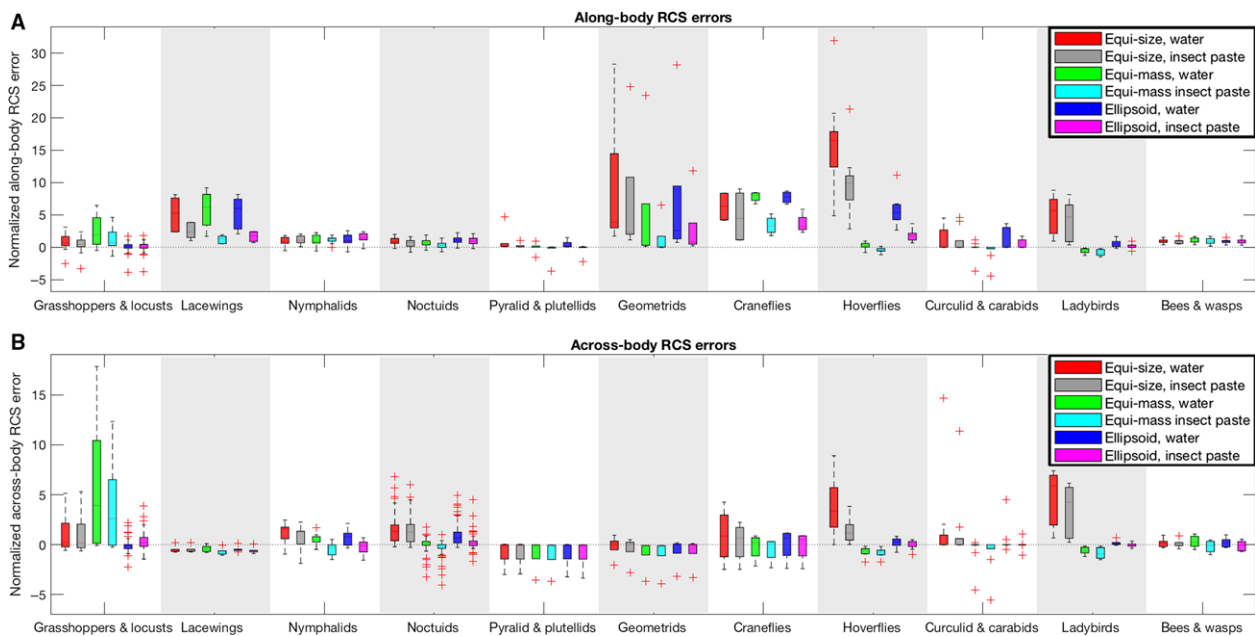 A
Along-body RCS errors
Normalized along-body RCS error
30
25
20
15
10
5
0
−5
Equi-size, water
Equi-size, insect paste
Equi-mass, water
Equi-mass insect paste
Ellipsoid, water
Ellipsoid, insect paste
Grasshoppers & locusts Lacewings Nymphalids Noctuids Pyralid & plutellids Geometrids Craneflies Hoverflies Curculid & carabids Ladybirds Bees & wasps
B
Across-body RCS errors
Normalized across-body RCS error
15
10
5
0
−5
Equi-size, water
Equi-size, insect paste
Equi-mass, water
Equi-mass insect paste
Ellipsoid, water
Ellipsoid, insect paste
Grasshoppers & locusts Lacewings Nymphalids Noctuids Pyralid & plutellids Geometrids Craneflies Hoverflies Curculid & carabids Ladybirds Bees & wasps